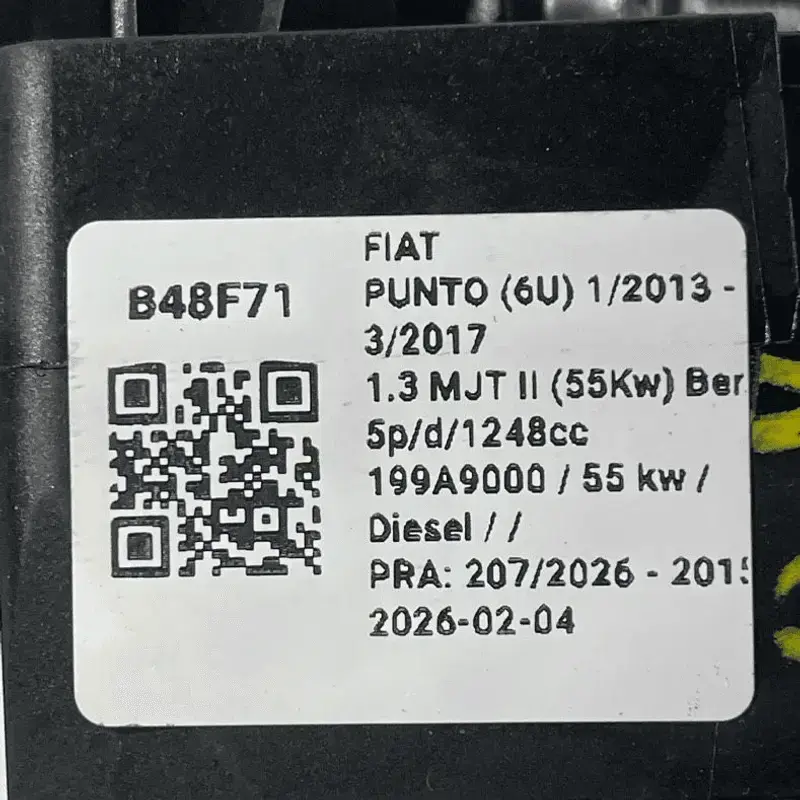 B48F71
FIAT
PUNTO (6U) 1/2013 -
3/2017
1.3 MJT II (55Kw) Ber.
5p/d/1248cc
199A9000 / 55 kw /
Diesel / /
PRA: 207/2026 - 2015
2026-02-04